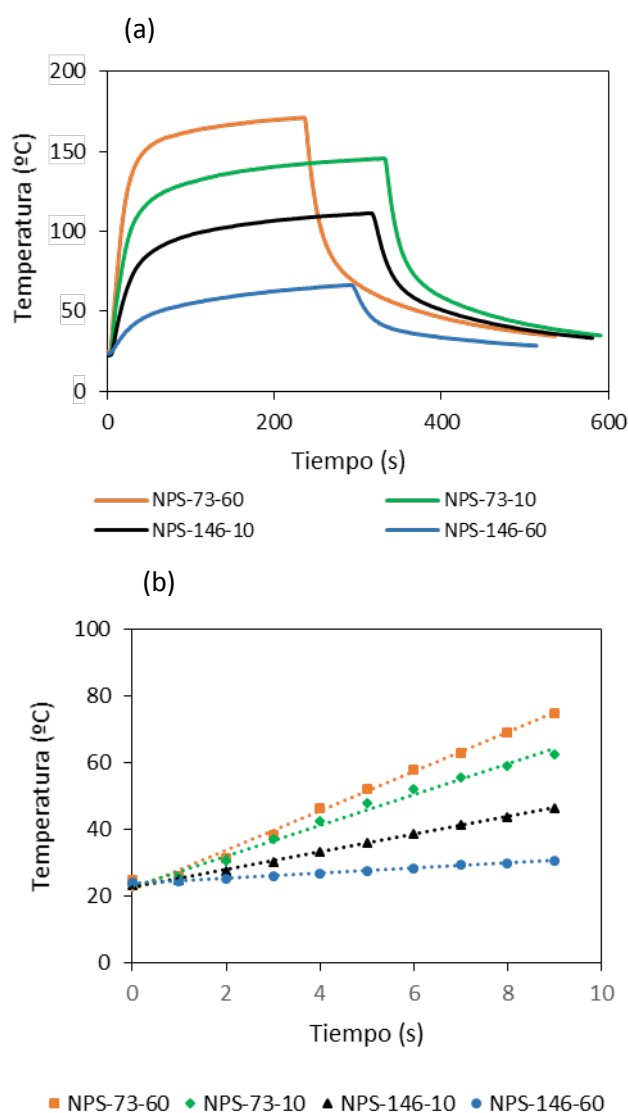 (a)
Temperatura (ºC)
200
150
100
50
0
0 200 400 600
Tiempo (s)
NPS-73-60 NPS-73-10
NPS-146-10 NPS-146-60
(b)
Temperatura (ºC)
100
80
60
40
20
0
0 2 4 6 8 10
Tiempo (s)
NPS-73-60 NPS-73-10 NPS-146-10 NPS-146-60